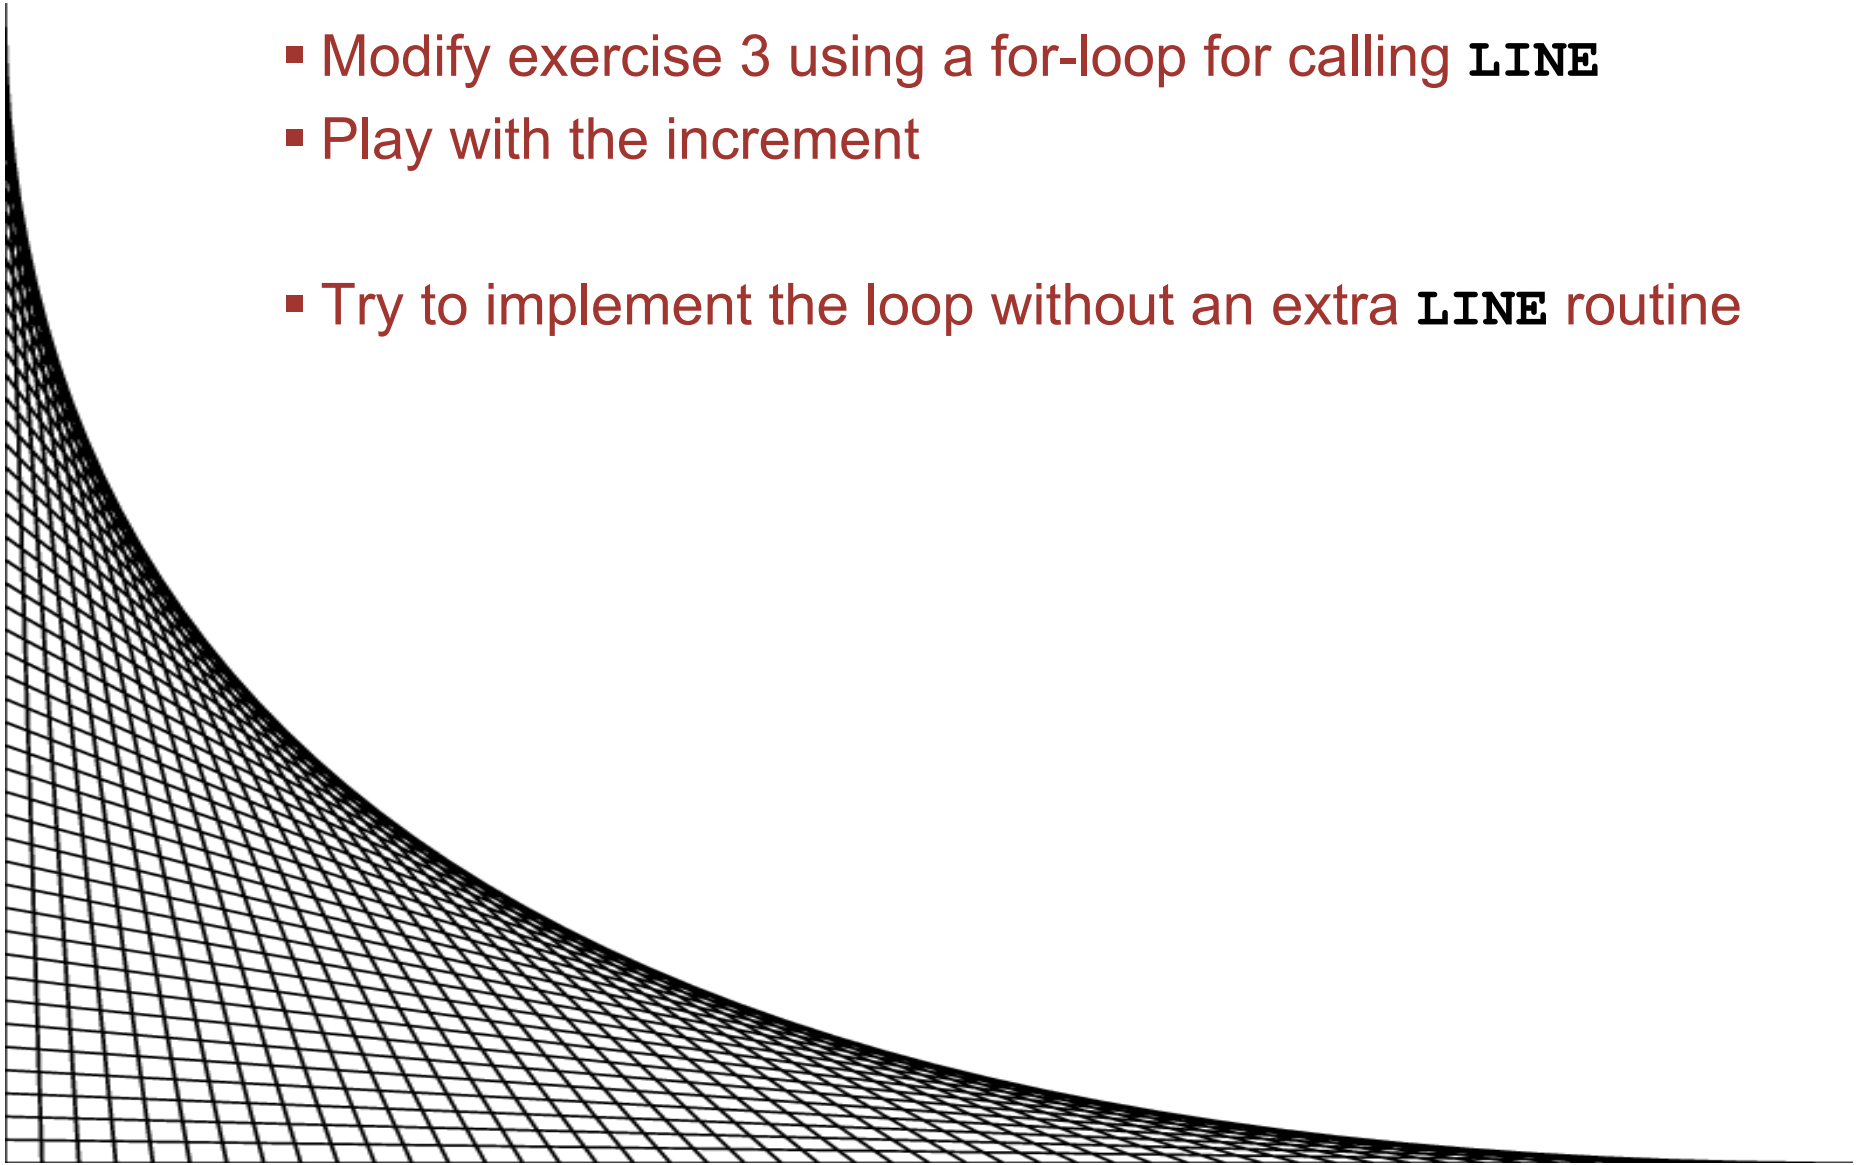 ▪ Modify exercise 3 using a for-loop for calling LINE
▪ Play with the increment
▪ Try to implement the loop without an extra LINE routine